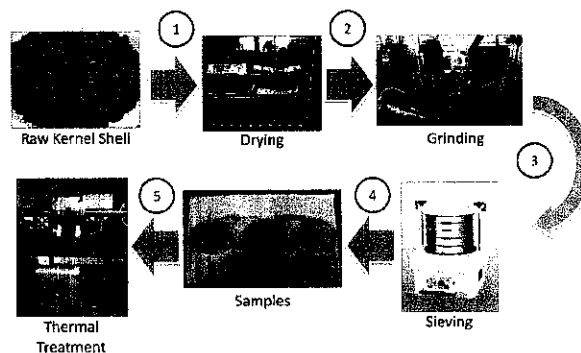 1
2
Raw Kernel Shell
Drying
Grinding
3
5
4
Samples
Sieving
Thermal
Treatment